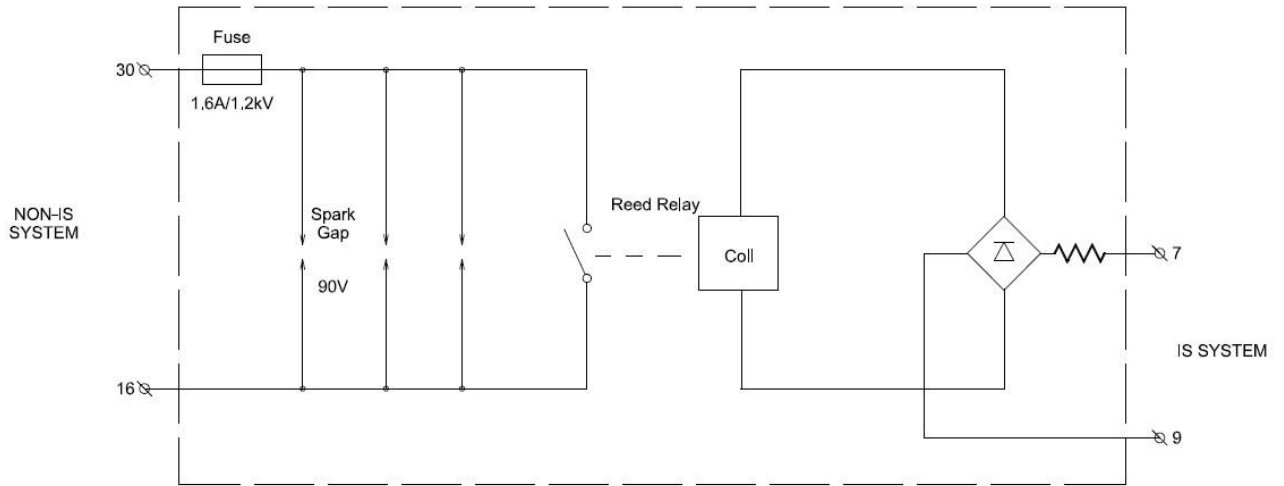 Fuse
30
1,6A/1,2kV
Reed Relay
NON-IS
SYSTEM
Spark
Gap
Coll
7
90V
IS SYSTEM
16
9